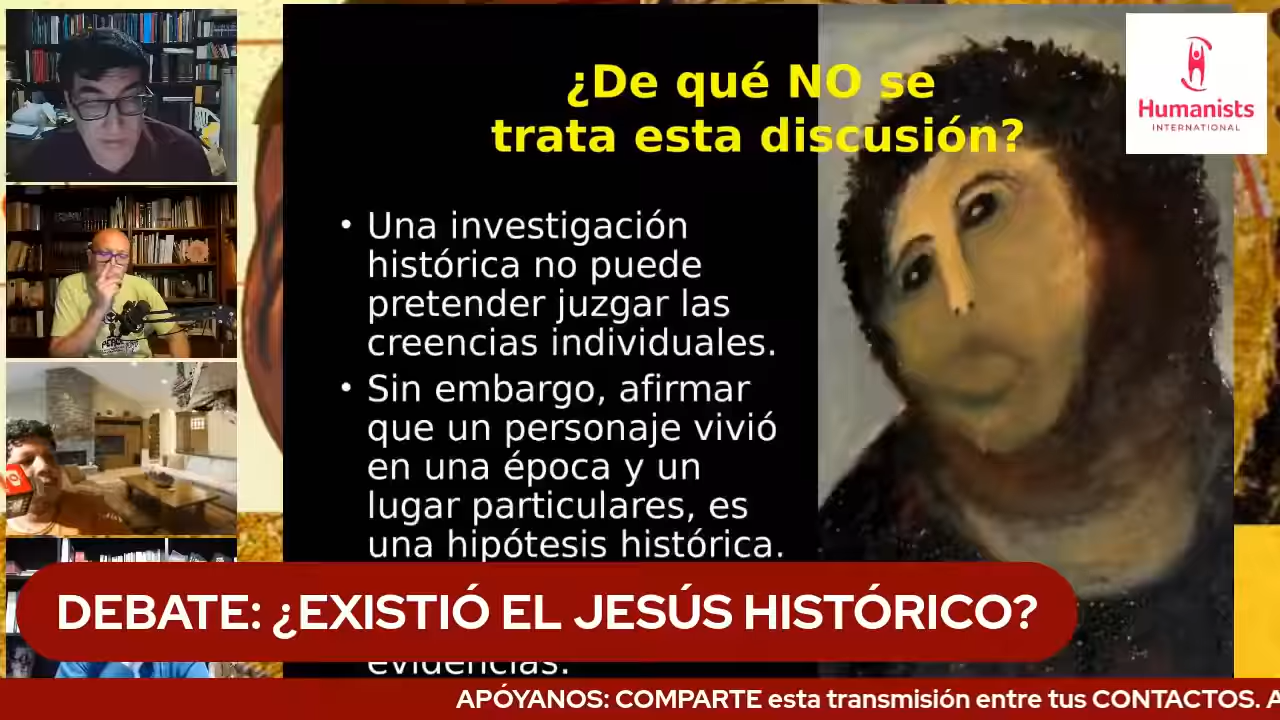 ¿De qué NO se
trata esta discusión?
Humanists
INTERNATIONAL
• Una investigación
histórica no puede
pretender juzgar las
creencias individuales.
• Sin embargo, afirmar
que un personaje vivió
en una época y un
lugar particulares, es
una hipótesis histórica.
DEBATE: ¿EXISTIÓ EL JESÚS HISTÓRICO?
evidencias.
APÓYANOS: COMPARTE esta transmisión entre tus CONTACTOS. A